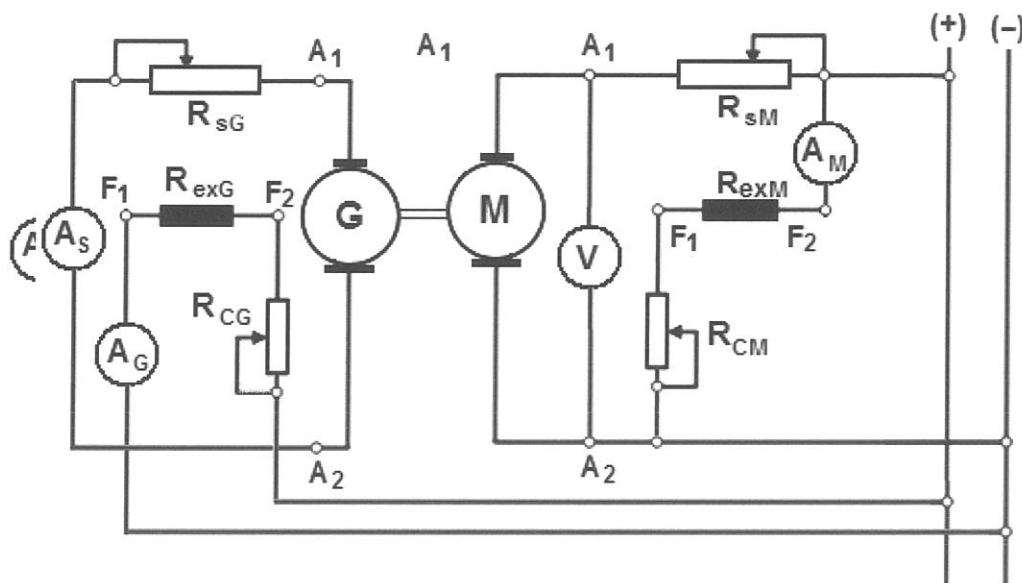 (+) (–)
A1 A1 A1
RsG RsM
AM
F1 RexG F2 RexM
G M
F1 F2
A AS V
RCG RCM
AG
A2 A2